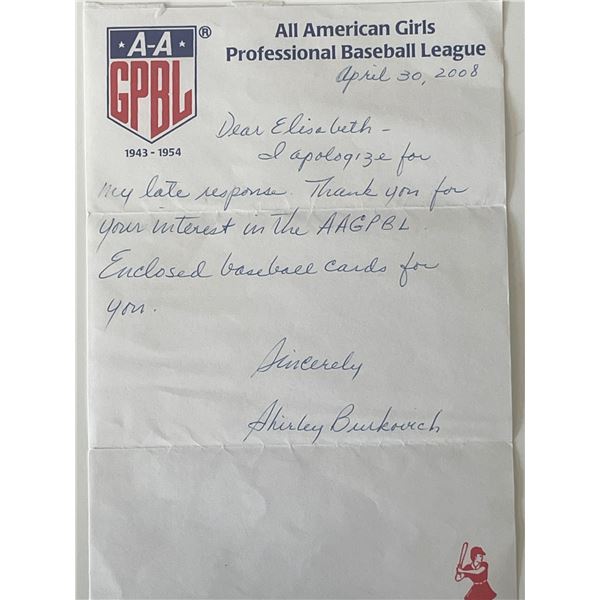 A-A
GPBL
®
1943 - 1954
All American Girls
Professional Baseball League
April 30, 2008
Dear Elisabeth -
I apologize for
my late response. Thank you for
your interest in the AAGPBL.
Enclosed baseball cards for
you.
Sincerely
Shirley Burkovich